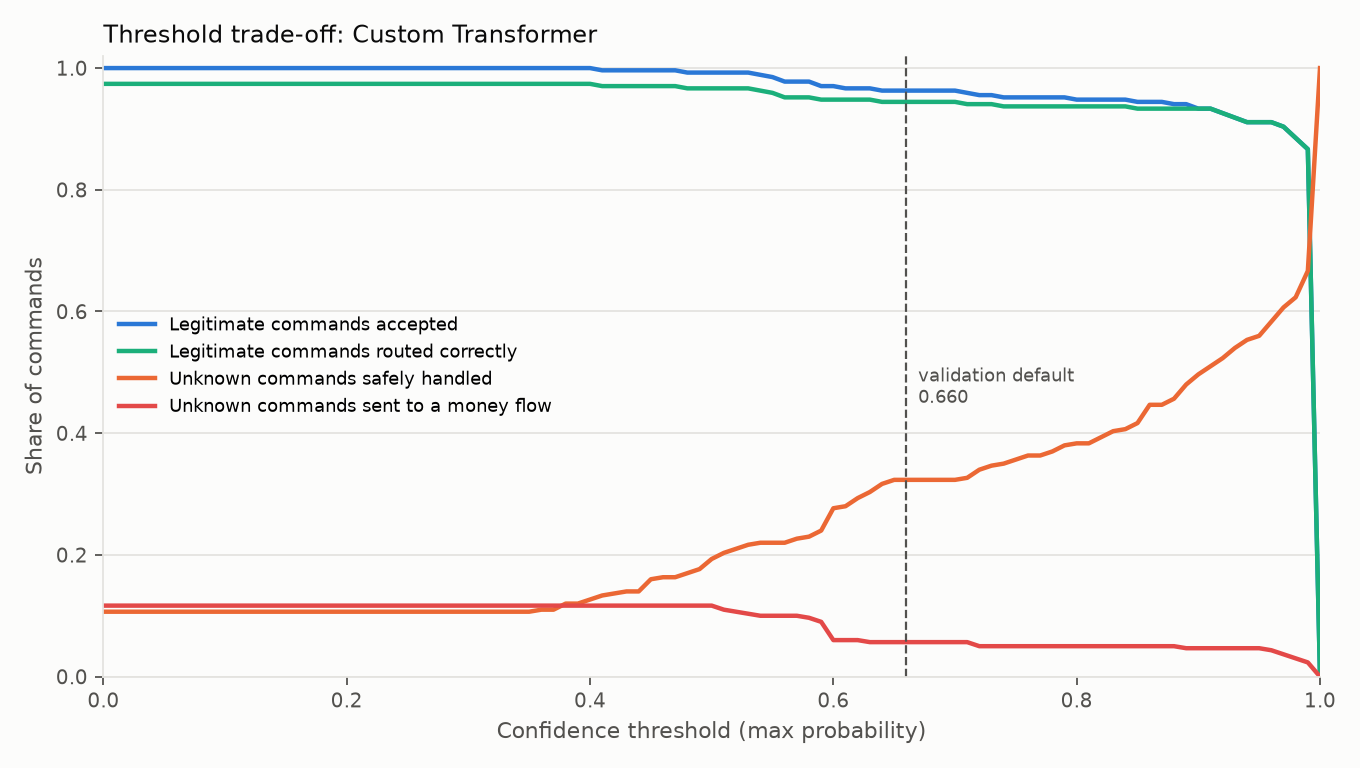 Threshold trade-off: Custom Transformer
Share of commands
1.0
0.8
0.6
0.4
0.2
0.0
Legitimate commands accepted
Legitimate commands routed correctly
Unknown commands safely handled
Unknown commands sent to a money flow
validation default
0.660
0.0 0.2 0.4 0.6 0.8 1.0
Confidence threshold (max probability)